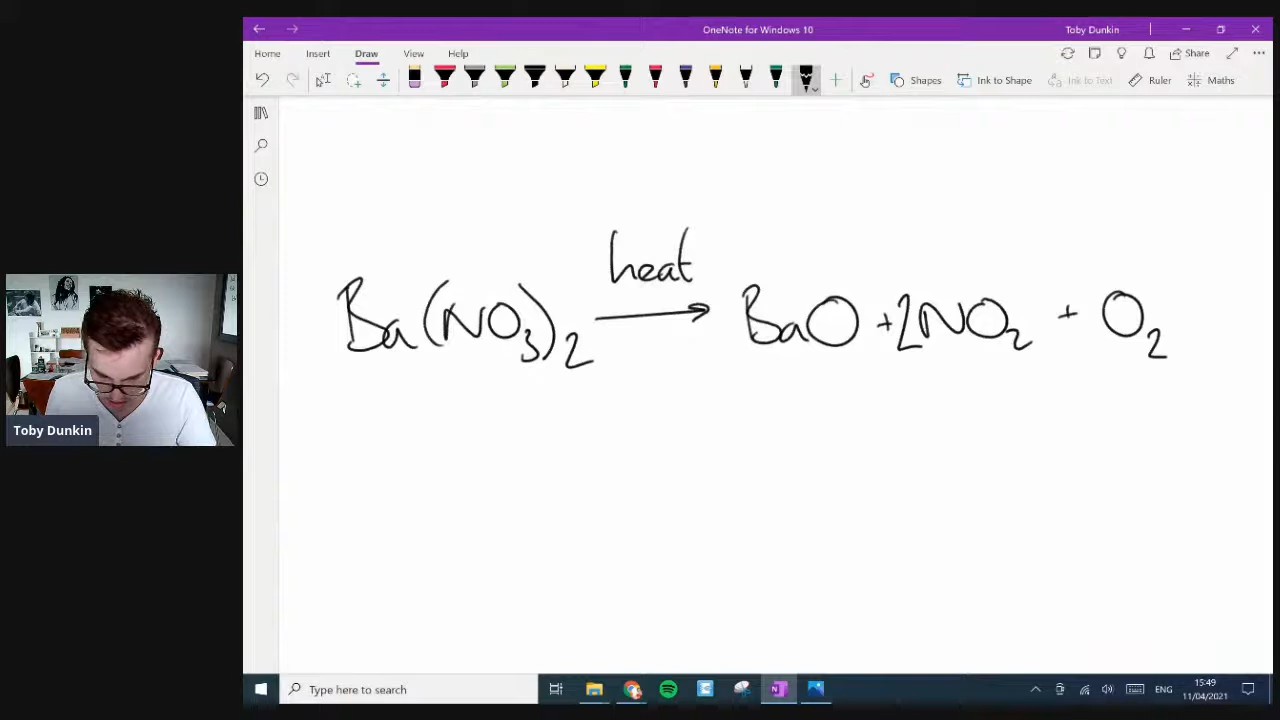 OneNote for Windows 10
Toby Dunkin
Home Insert Draw View Help
Share
Shapes Ink to Shape Ink to Text Ruler Maths
heat
Ba(NO₃)₂ → BaO + 2NO₂ + O₂
Toby Dunkin
Type here to search
ENG
15:49
11/04/2021